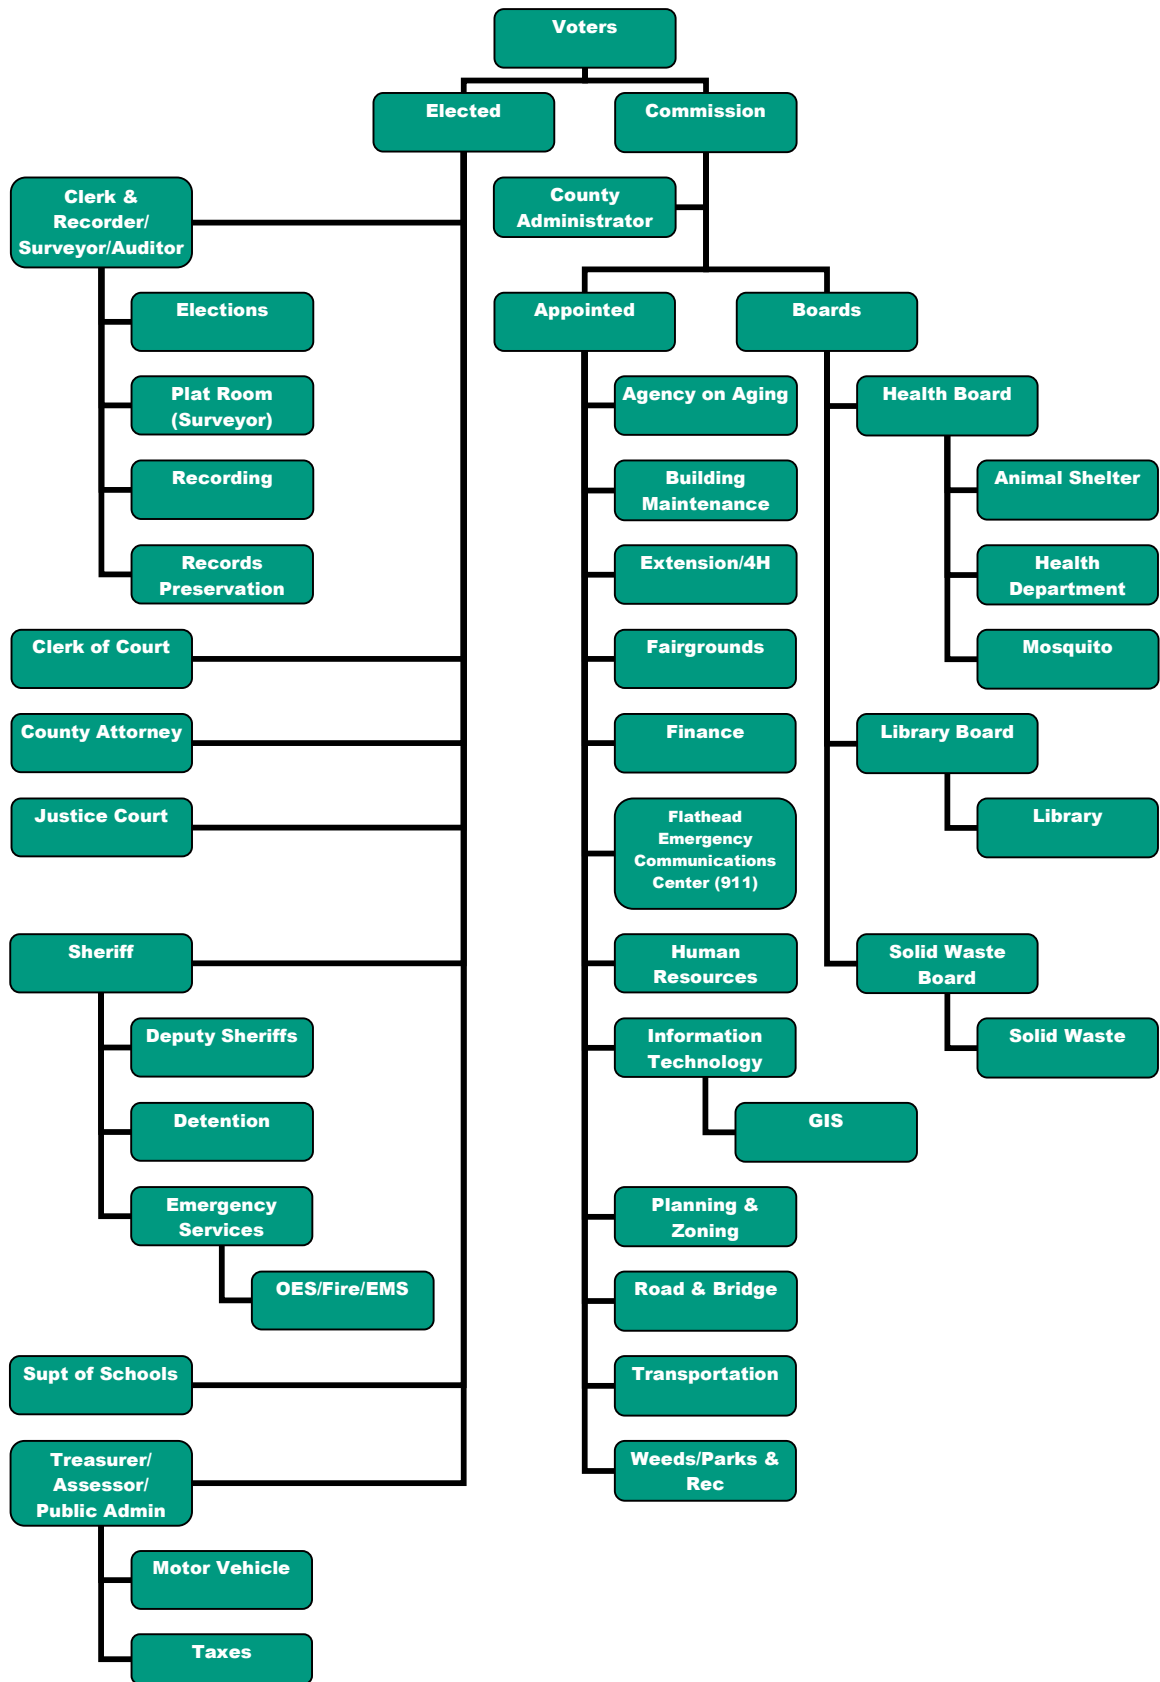 Voters
Elected
Commission
County
Administrator
Clerk &
Recorder/
Surveyor/Auditor
Elections
Plat Room
(Surveyor)
Recording
Records
Preservation
Clerk of Court
County Attorney
Justice Court
Sheriff
Deputy Sheriffs
Detention
Emergency
Services
OES/Fire/EMS
Supt of Schools
Treasurer/
Assessor/
Public Admin
Motor Vehicle
Taxes
Appointed
Agency on Aging
Building
Maintenance
Extension/4H
Fairgrounds
Finance
Flathead
Emergency
Communications
Center (911)
Human
Resources
Information
Technology
GIS
Planning &
Zoning
Road & Bridge
Transportation
Weeds/Parks &
Rec
Boards
Health Board
Animal Shelter
Health
Department
Mosquito
Library Board
Library
Solid Waste
Board
Solid Waste